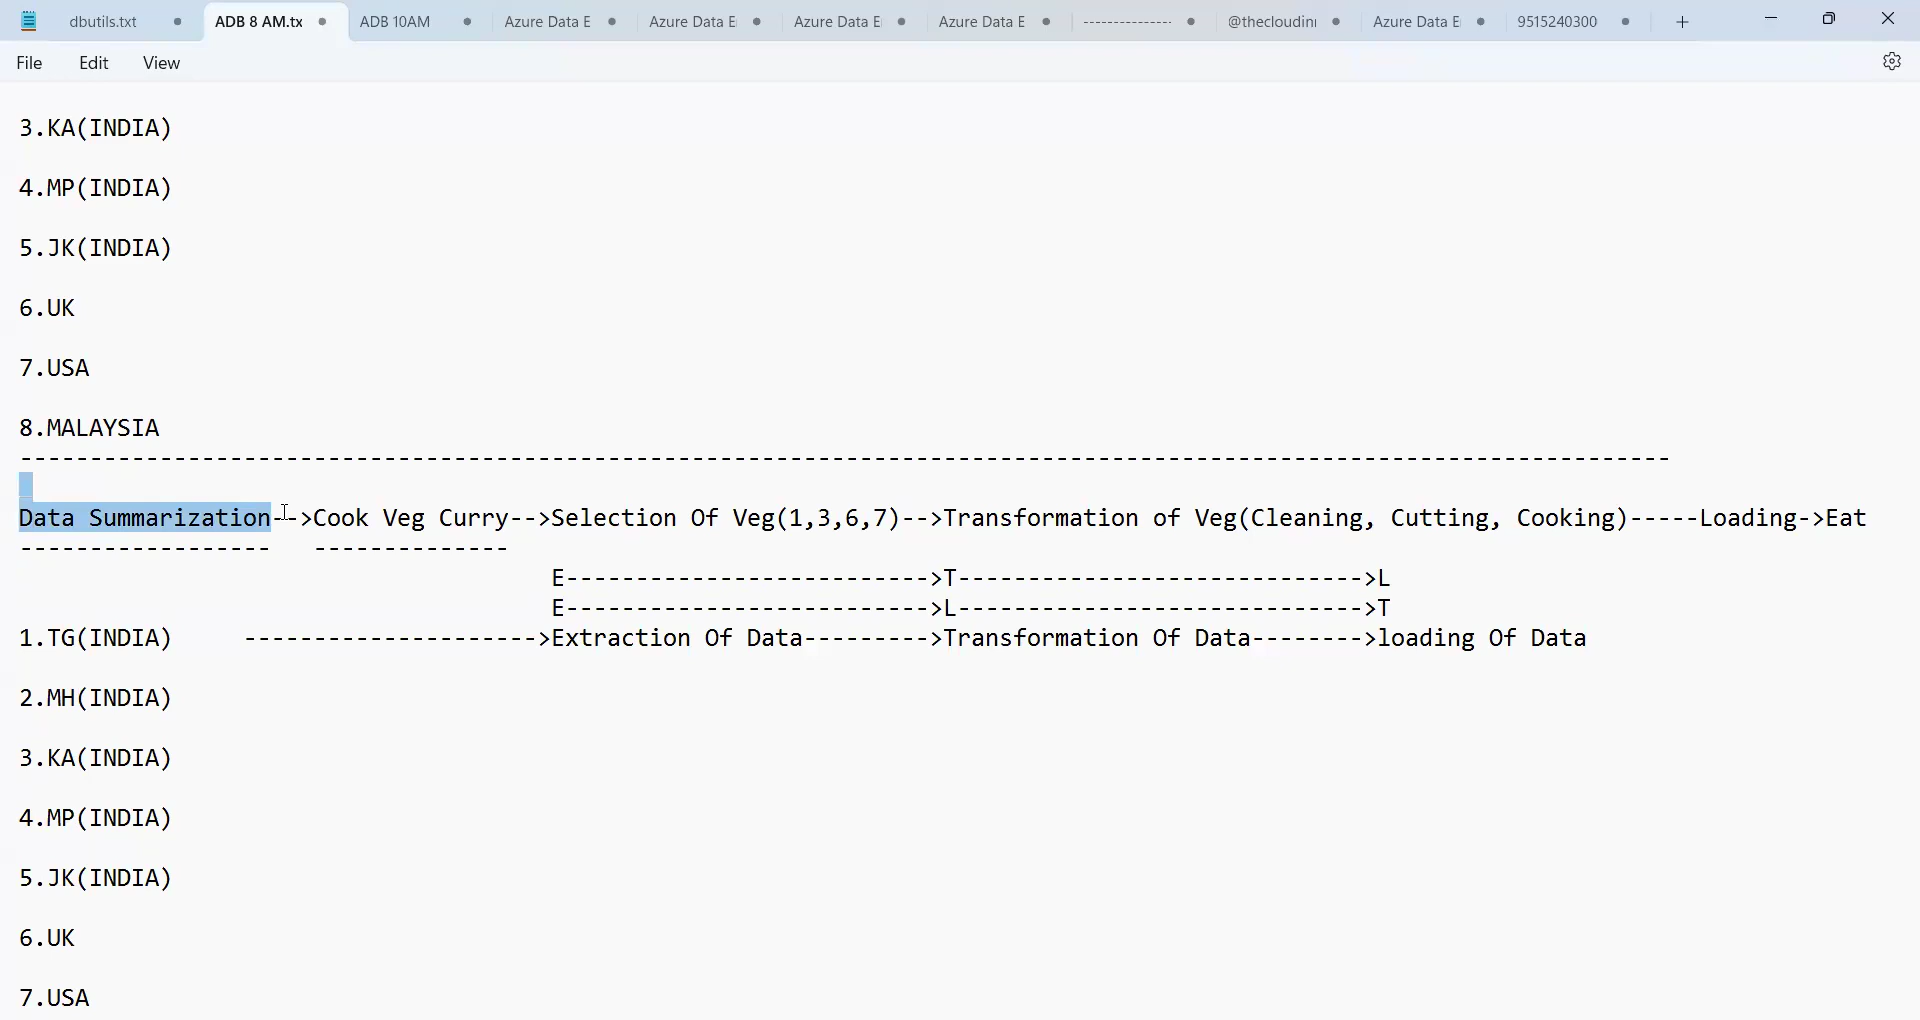 dbutils.txt
ADB 8 AM.tx
ADB 10AM
Azure Data E
Azure Data E
Azure Data E
Azure Data E
---------------
@thecloudin
Azure Data E
9515240300
File Edit View
3.KA(INDIA)
4.MP(INDIA)
5.JK(INDIA)
6.UK
7.USA
8.MALAYSIA
----------------------------------------------------------------------------------------------------------------------
Data Summarization-->Cook Veg Curry-->Selection Of Veg(1,3,6,7)-->Transformation of Veg(Cleaning, Cutting, Cooking)-----Loading->Eat
------------------   --------------
E-------------------------->T----------------------------->L
E-------------------------->L----------------------------->T
1.TG(INDIA)     --------------------->Extraction Of Data--------->Transformation Of Data-------->loading Of Data
2.MH(INDIA)
3.KA(INDIA)
4.MP(INDIA)
5.JK(INDIA)
6.UK
7.USA